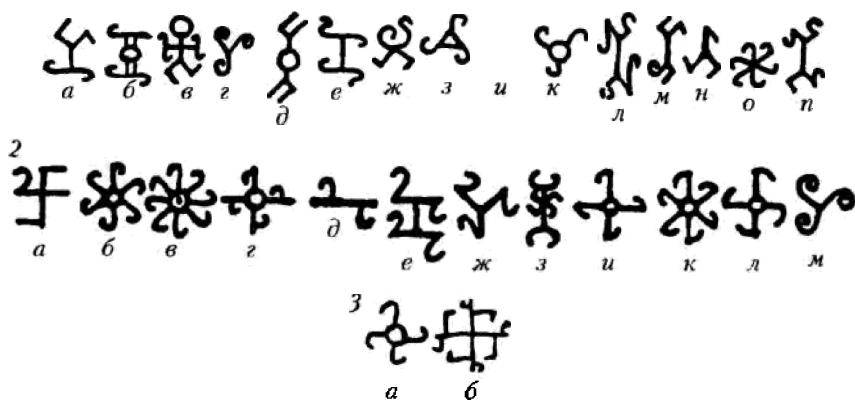 а б в г д е ж з и к л м н о п
2
а б в г д е ж з и к л м
3
а б